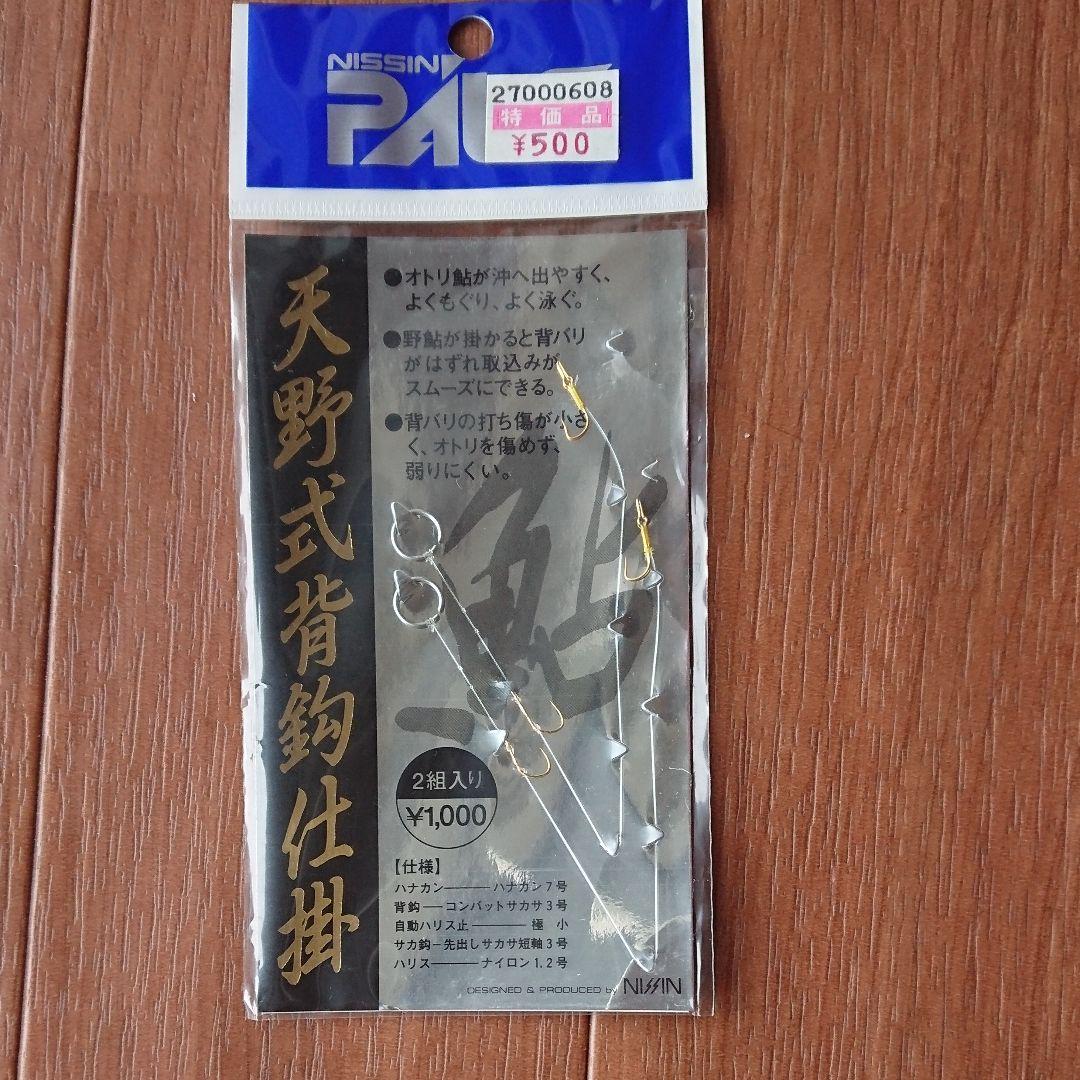 NISSIN
27000608
特価品
¥500
天野式背鈎仕掛
●オトリ鮎が沖へ出やすく、
よくもぐり、よく泳ぐ。
●野鮎が掛かると背バリ
がはずれ取込みが
スムーズにできる。
●背バリの打ち傷が小さ
く、オトリを傷めず、
弱りにくい。
鮎
2組入り
¥1,000
【仕様】
ハナカン───ハナカン7号
背鈎─コンバットサカサ3号
自動ハリス止────極小
サカ鈎─先出しサカサ短軸3号
ハリス───ナイロン1.2号
DESIGNED & PRODUCED by NISSIN